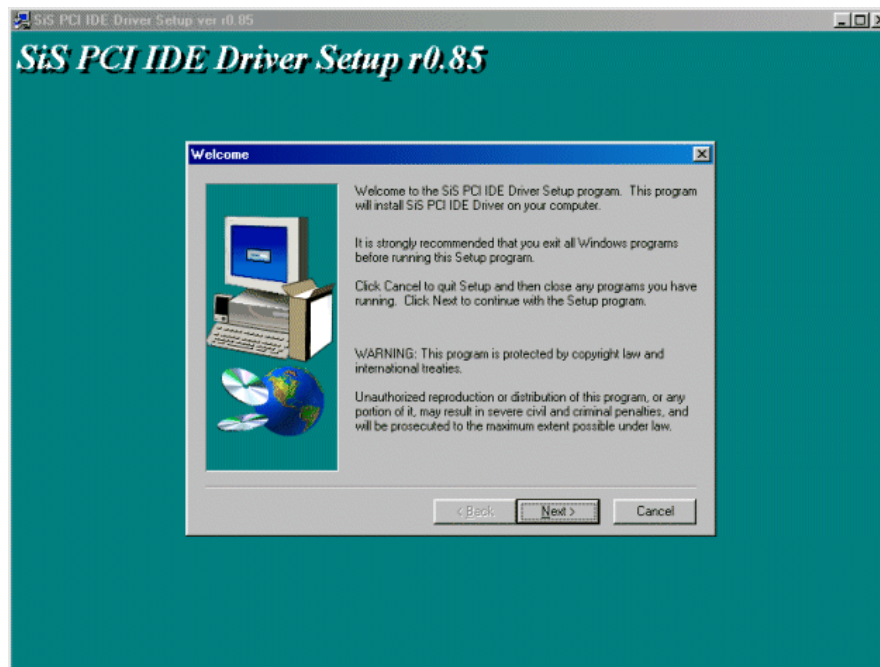 SiS PCI IDE Driver Setup ver r0.85
SiS PCI IDE Driver Setup r0.85
Welcome
Welcome to the SiS PCI IDE Driver Setup program. This program
will install SiS PCI IDE Driver on your computer.
It is strongly recommended that you exit all Windows programs
before running this Setup program.
Click Cancel to quit Setup and then close any programs you have
running. Click Next to continue with the Setup program.
WARNING: This program is protected by copyright law and
international treaties.
Unauthorized reproduction or distribution of this program, or any
portion of it, may result in severe civil and criminal penalties, and
will be prosecuted to the maximum extent possible under law.
< Back Next > Cancel